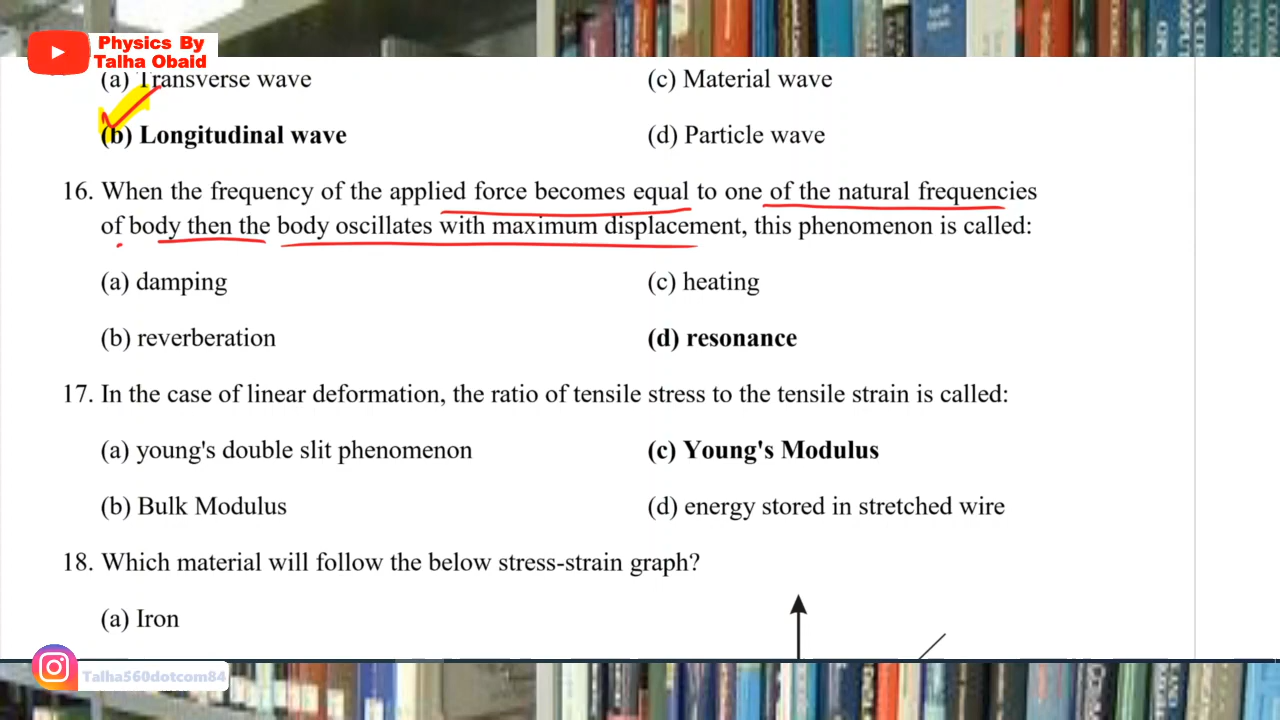 Physics By
Talha Obaid
(a) Transverse wave
(c) Material wave
(b) Longitudinal wave
(d) Particle wave
16. When the frequency of the applied force becomes equal to one of the natural frequencies
of body then the body oscillates with maximum displacement, this phenomenon is called:
(a) damping
(c) heating
(b) reverberation
(d) resonance
17. In the case of linear deformation, the ratio of tensile stress to the tensile strain is called:
(a) young's double slit phenomenon
(c) Young's Modulus
(b) Bulk Modulus
(d) energy stored in stretched wire
18. Which material will follow the below stress-strain graph?
(a) Iron
Talha560dotcom84